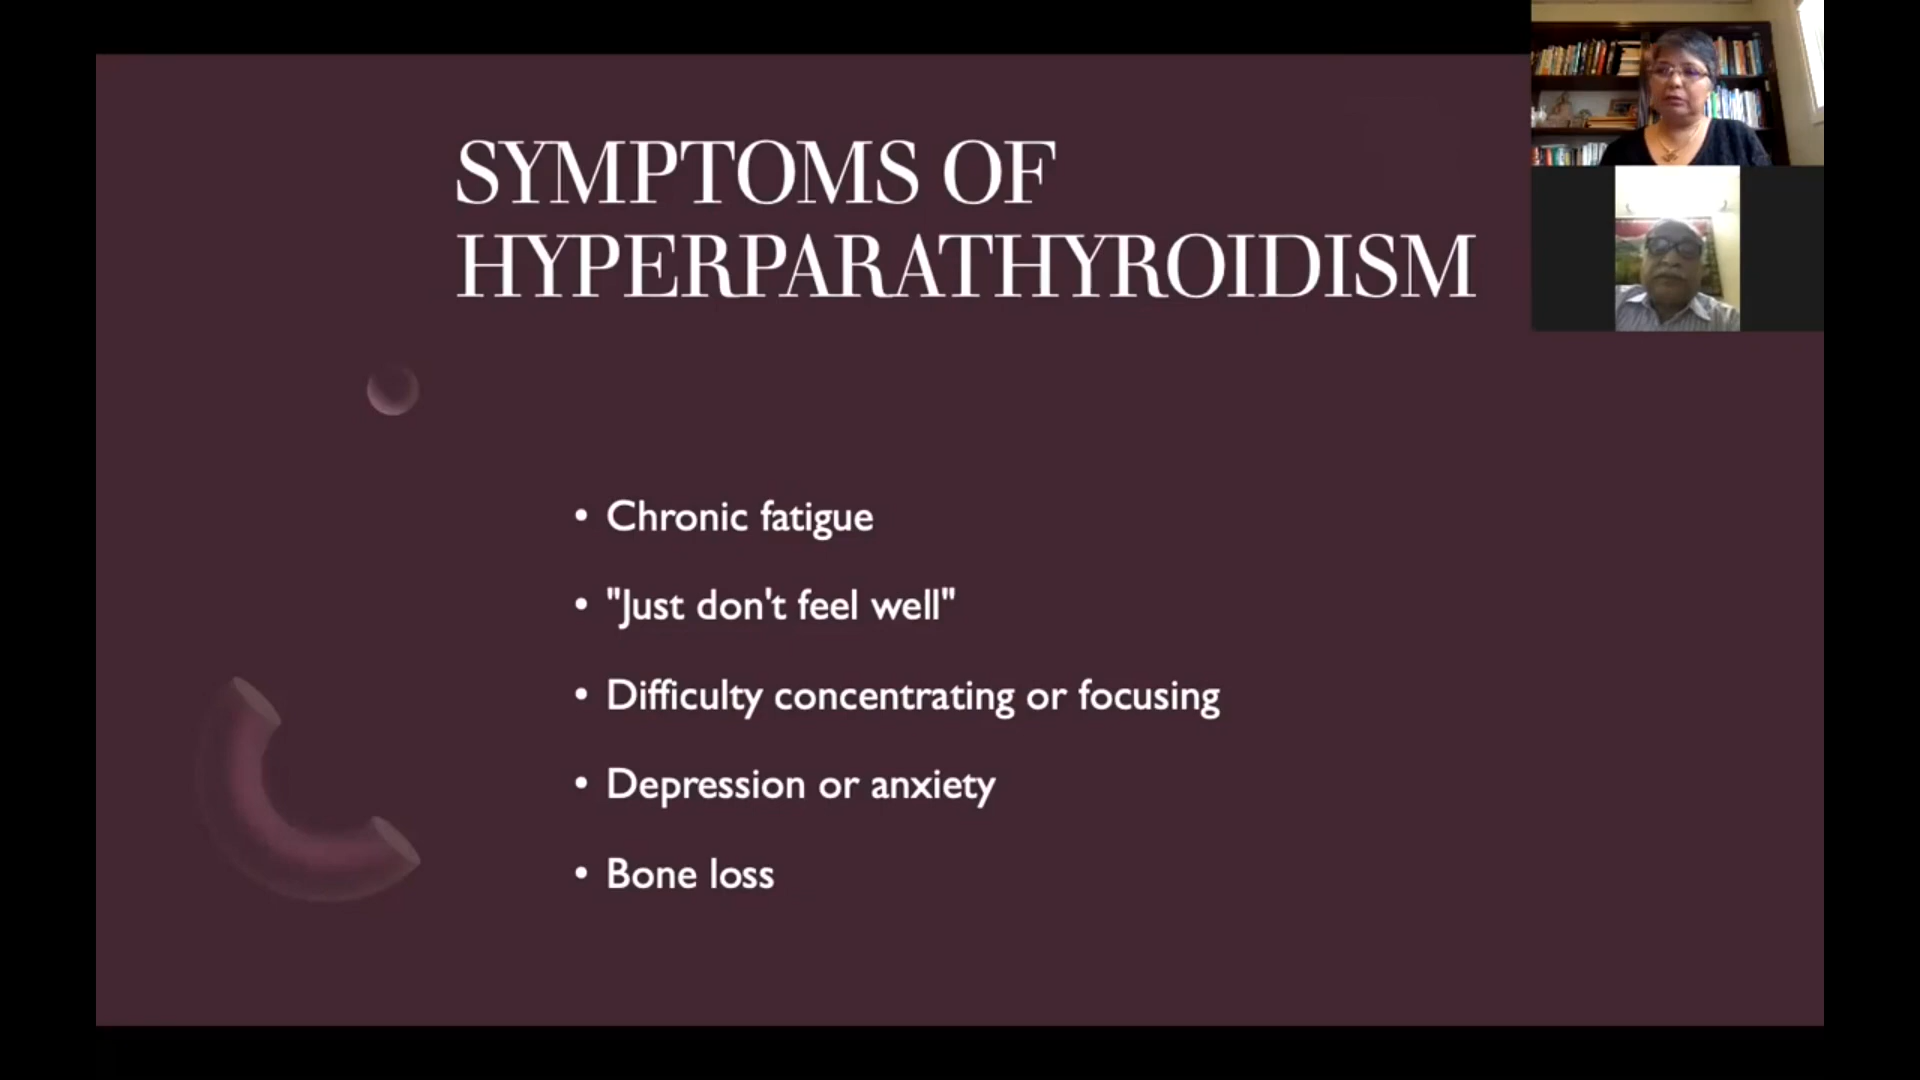 SYMPTOMS OF
HYPERPARATHYROIDISM
• Chronic fatigue
• "Just don't feel well"
• Difficulty concentrating or focusing
• Depression or anxiety
• Bone loss